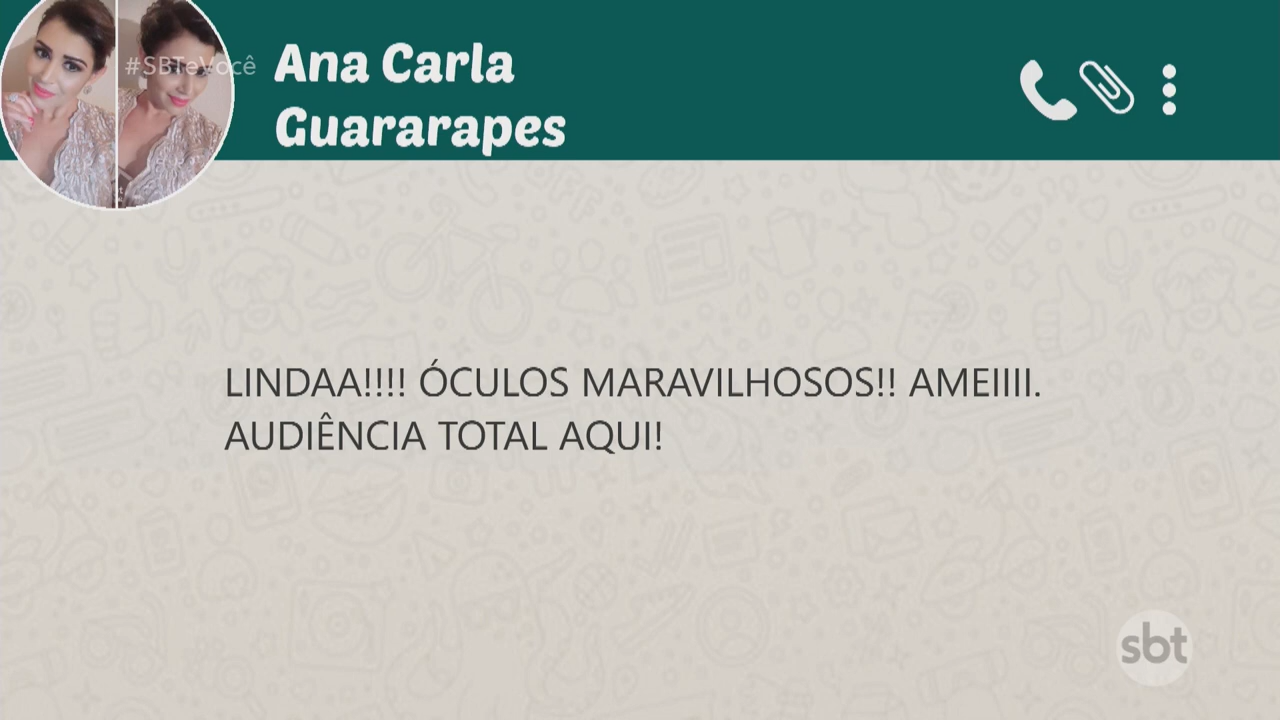 #SBTeVocê
Ana Carla
Guararapes
LINDAA!!!! ÓCULOS MARAVILHOSOS!! AMEIIII.
AUDIÊNCIA TOTAL AQUI!
sbt